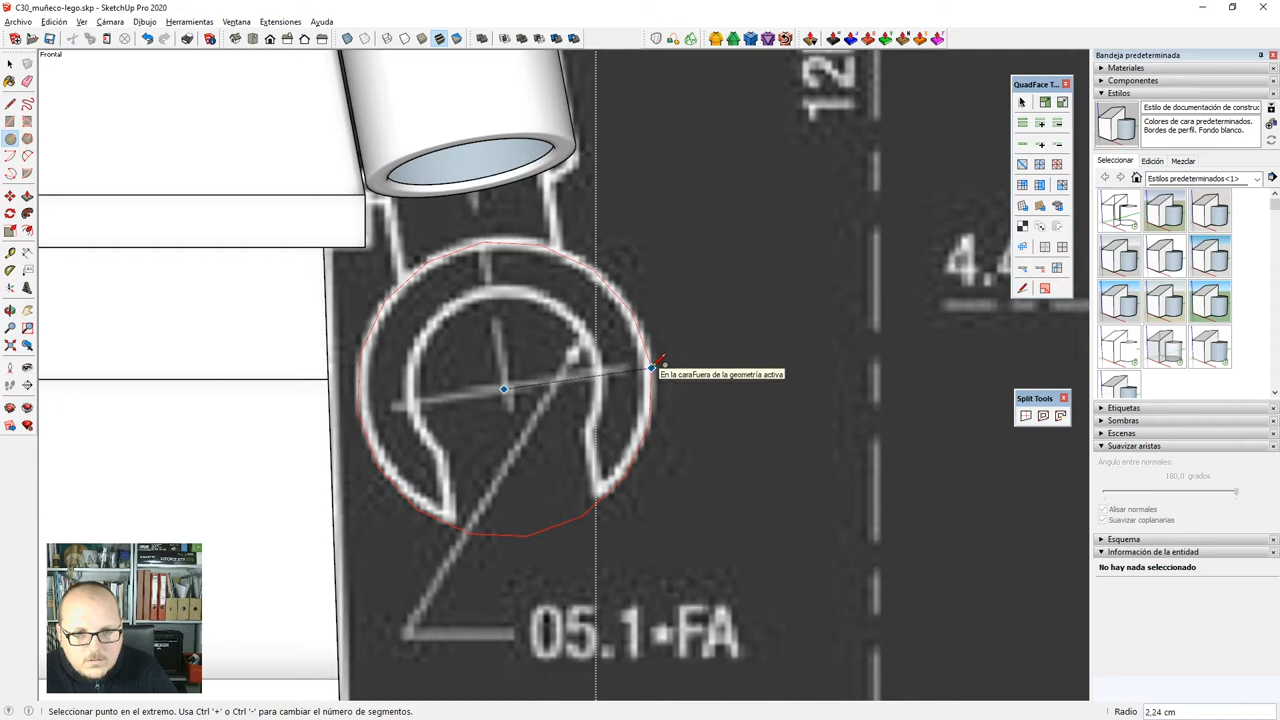 C30_muñeco-lego.skp - SketchUp Pro 2020
Archivo Edición Ver Cámara Dibujo Herramientas Ventana Extensiones Ayuda
Frontal
12
4.4
05.1•FA
En la caraFuera de la geometría activa
QuadFace T...
Split Tools
Bandeja predeterminada
Materiales
Componentes
Estilos
Estilo de documentación de construc
Colores de cara predeterminados.
Bordes de perfil. Fondo blanco.
Seleccionar Edición Mezclar
Estilos predeterminados<1>
Etiquetas
Sombras
Escenas
Suavizar aristas
Ángulo entre normales:
180,0 grados
Alisar normales
Suavizar coplanarias
Esquema
Información de la entidad
No hay nada seleccionado
Seleccionar punto en el extremo. Usa Ctrl '+' o Ctrl '-' para cambiar el número de segmentos.
Radio 2,24 cm